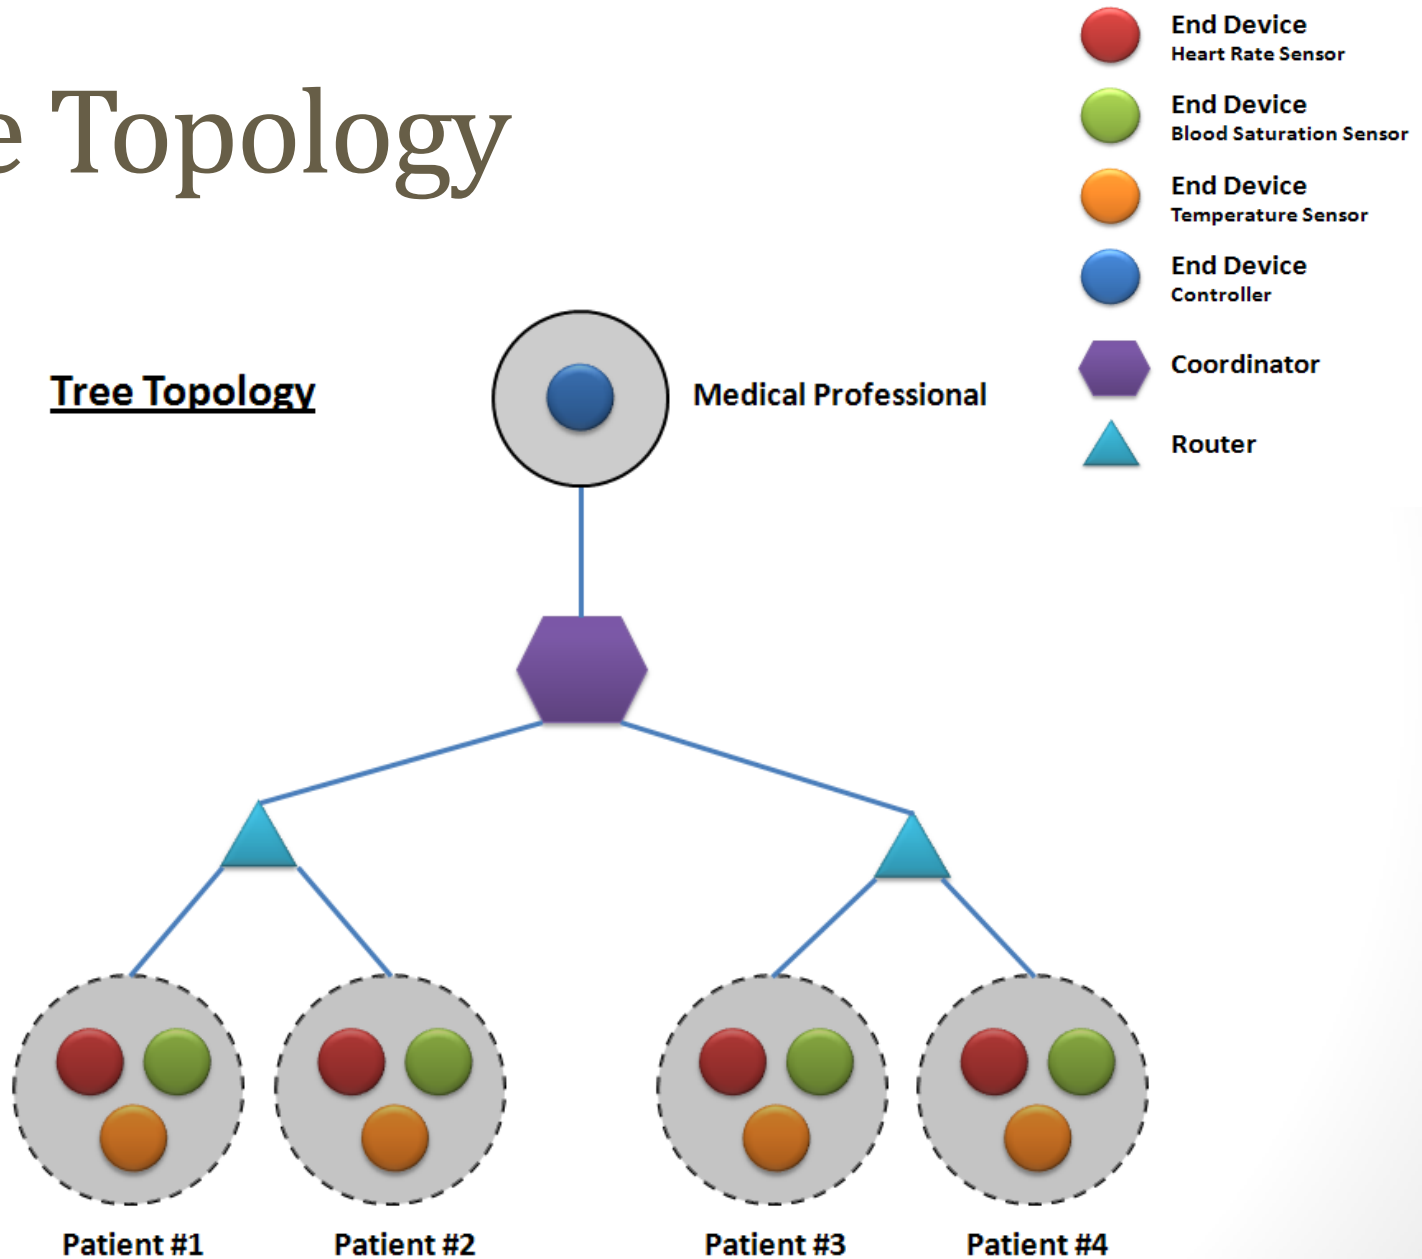 e Topology
End Device
Heart Rate Sensor
End Device
Blood Saturation Sensor
End Device
Temperature Sensor
End Device
Controller
Coordinator
Router
Tree Topology
Medical Professional
Patient #1
Patient #2
Patient #3
Patient #4